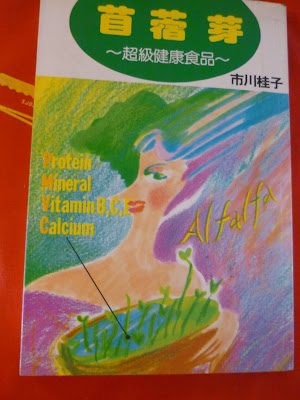 苜蓿芽
～超級健康食品～
市川桂子
Protein
Mineral
Vitamin B,C,E
Calcium
Alfalfa